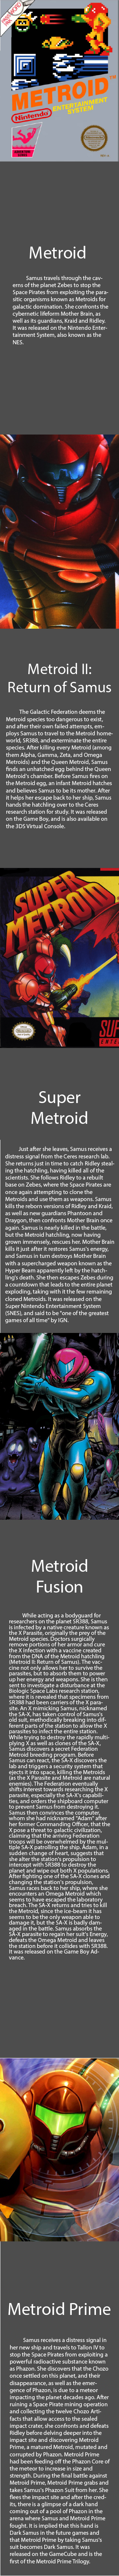 METROID
Nintendo
ENTERTAINMENT
SYSTEM
Metroid
Samus travels through the cav-
erns of the planet Zebes to stop the
Space Pirates from exploiting the para-
sitic organisms known as Metroids for
galactic domination. She confronts the
cybernetic lifeform Mother Brain, as
well as its guardians, Kraid and Ridley.
It was released on the Nintendo Enter-
tainment System, also known as the
NES.
Metroid II:
Return of Samus
The Galactic Federation deems the
Metroid species too dangerous to exist,
and after their own failed attempts, em-
ploys Samus to travel to the Metroid home-
world, SR388, and exterminate the entire
species. After killing every Metroid (among
them Alpha, Gamma, Zeta, and Omega
Metroids) and the Queen Metroid, Samus
finds an unhatched egg behind the Queen
Metroid's chamber. Before Samus fires on
the Metroid egg, an infant Metroid hatches
and believes Samus to be its mother. After
it helps her escape back to her ship, Samus
hands the hatchling over to the Ceres
research station for study. It was released
on the Game Boy, and is also available on
the 3DS Virtual Console.
SUPER
METROID
SUP
Super
Metroid
Just after she leaves, Samus receives a
distress signal from the Ceres research lab.
She returns just in time to catch Ridley steal-
ing the hatchling, having killed all of the
scientists. She follows Ridley to a rebuilt
base on Zebes, where the Space Pirates are
once again attempting to clone the
Metroids and use them as weapons. Samus
kills the reborn versions of Ridley and Kraid,
as well as new guardians Phantoon and
Draygon, then confronts Mother Brain once
again. Samus is nearly killed in the battle,
but the Metroid hatchling, now having
grown immensely, rescues her. Mother Brain
kills it just after it restores Samus's energy,
and Samus in turn destroys Mother Brain
with a supercharged weapon known as the
Hyper Beam apparently left by the hatch-
ling's death. She then escapes Zebes during
a countdown that leads to the entire planet
exploding, taking with it the few remaining
cloned Metroids. It was released on the
Super Nintendo Entertainment System
(SNES), and said to be "one of the greatest
games of all time" by IGN.
Metroid
Fusion
While acting as a bodyguard for
researchers on the planet SR388, Samus
is infected by a native creature known as
the X Parasite, originally the prey of the
Metroid species. Doctors surgically
remove portions of her armor and cure
the X infection with a vaccine made
from the DNA of the Metroid hatchling
(Metroid II: Return of Samus). The vac-
cine not only allows her to survive the
parasites, but to absorb them to power
up her energy and weaponry. She is then
sent to investigate a disturbance at the
Biologic Space Labs research station,
where it is revealed that specimens from
SR388 had been carriers of the X para-
site. An X mimicking Samus, nicknamed
the SA-X, has taken control of Samus's
old suit, methodically breaking into dif-
ferent parts of the station to allow the X
parasites to infect the entire station.
While trying to destroy the rapidly multi-
plying X as well as clones of the SA-X,
Samus discovers a secret Federation
Metroid breeding program. Before
Samus can react, the SA-X discovers the
lab and triggers a security system that
ejects it into space, killing the Metroids
(as the X Parasite and Metroid are natural
enemies). The Federation eventually
shifts interest towards researching the X
parasite, especially the SA-X's capabili-
ties, and orders the shipboard computer
to prevent Samus from destroying it.
Samus then convinces the computer,
whom she had nicknamed "Adam" after
her former Commanding Officer, that the
X pose a threat to galactic civilization,
claiming that the arriving Federation
troops will be overwhelmed by the mul-
tiple SA-X patrolling the ship. Adam, in a
sudden change of tune, suggests that
she alter the station's propulsion to
intercept with SR388 to destroy the
planet and wipe out both X populations.
After fighting one of the SA-X clones and
changing the station's propulsion,
Samus runs back to her ship, where she
encounters an Omega Metroid which
seems to have escaped the laboratory
breach. The SA-X returns and tries to kill
the Metroid, since the ice-beam it has
seems to be the only weapon able to
damage it, but the SA-X is badly dam-
aged in the battle. Samus absorbs the
SA-X parasite to regain her suit's Energy,
defeats the Omega Metroid and leaves
the station before it collides with SR388.
It was released on the Game Boy Ad-
vance.
Metroid Prime
Samus receives a distress signal in
her new ship and travels to Tallon IV to
stop the Space Pirates from exploiting a
powerful radioactive substance known
as Phazon. She discovers that the Chozo
once settled on this planet, and their
disappearance, as well as the emer-
gence of Phazon, is due to a meteor
impacting the planet decades ago. After
ruining a Space Pirate mining operation
and collecting the twelve Chozo Arti-
facts that allow access to the sealed
impact crater, she confronts and defeats
Ridley before delving deeper into the
impact site and discovering Metroid
Prime, a matured Metroid, mutated and
corrupted by Phazon. Metroid Prime
had been feeding off the Phazon Core of
the meteor to increase in size and
strength. During the final battle against
Metroid Prime, Metroid Prime grabs and
takes Samus's Phazon Suit from her. She
flees the impact site and after the cred-
its, there is a glimpse of a dark hand
coming out of a pool of Phazon in the
arena where Samus and Metroid Prime
fought. It is implied that this hand is
Dark Samus in the future games and
that Metroid Prime by taking Samus's
suit becomes Dark Samus. It was
released on the GameCube and is the
first of the Metroid Prime Trilogy.